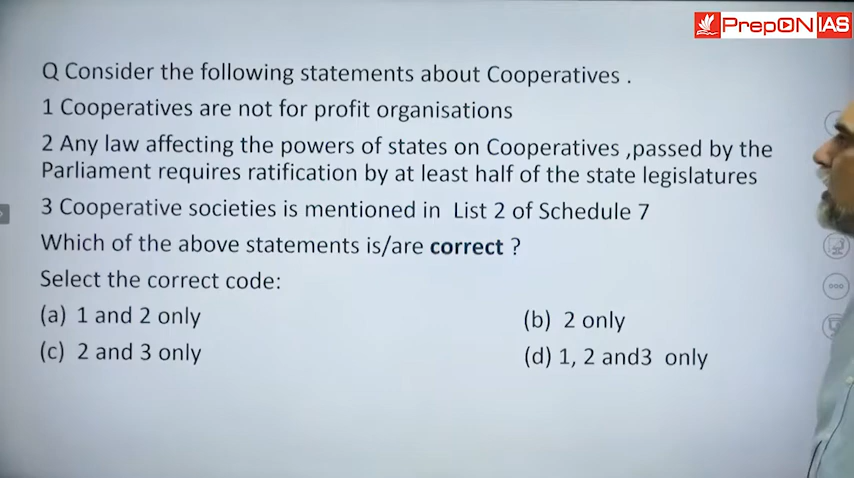 PrepON IAS
Q Consider the following statements about Cooperatives .
1 Cooperatives are not for profit organisations
2 Any law affecting the powers of states on Cooperatives ,passed by the
Parliament requires ratification by at least half of the state legislatures
3 Cooperative societies is mentioned in List 2 of Schedule 7
Which of the above statements is/are correct ?
Select the correct code:
(a) 1 and 2 only
(b) 2 only
(c) 2 and 3 only
(d) 1, 2 and3 only